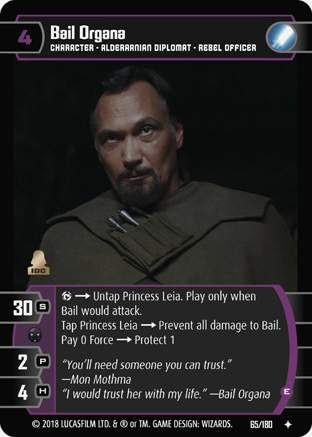 4
Bail Organa
CHARACTER - ALDERAANIAN DIPLOMAT - REBEL OFFICER
IDC
30 S
2 P
4 H
→ Untap Princess Leia. Play only when
Bail would attack.
Tap Princess Leia → Prevent all damage to Bail.
Pay 0 Force → Protect 1
"You'll need someone you can trust."
—Mon Mothma
"I would trust her with my life." —Bail Organa
E
© 2018 LUCASFILM LTD. & ® or TM. GAME DESIGN: WIZARDS.
65/180